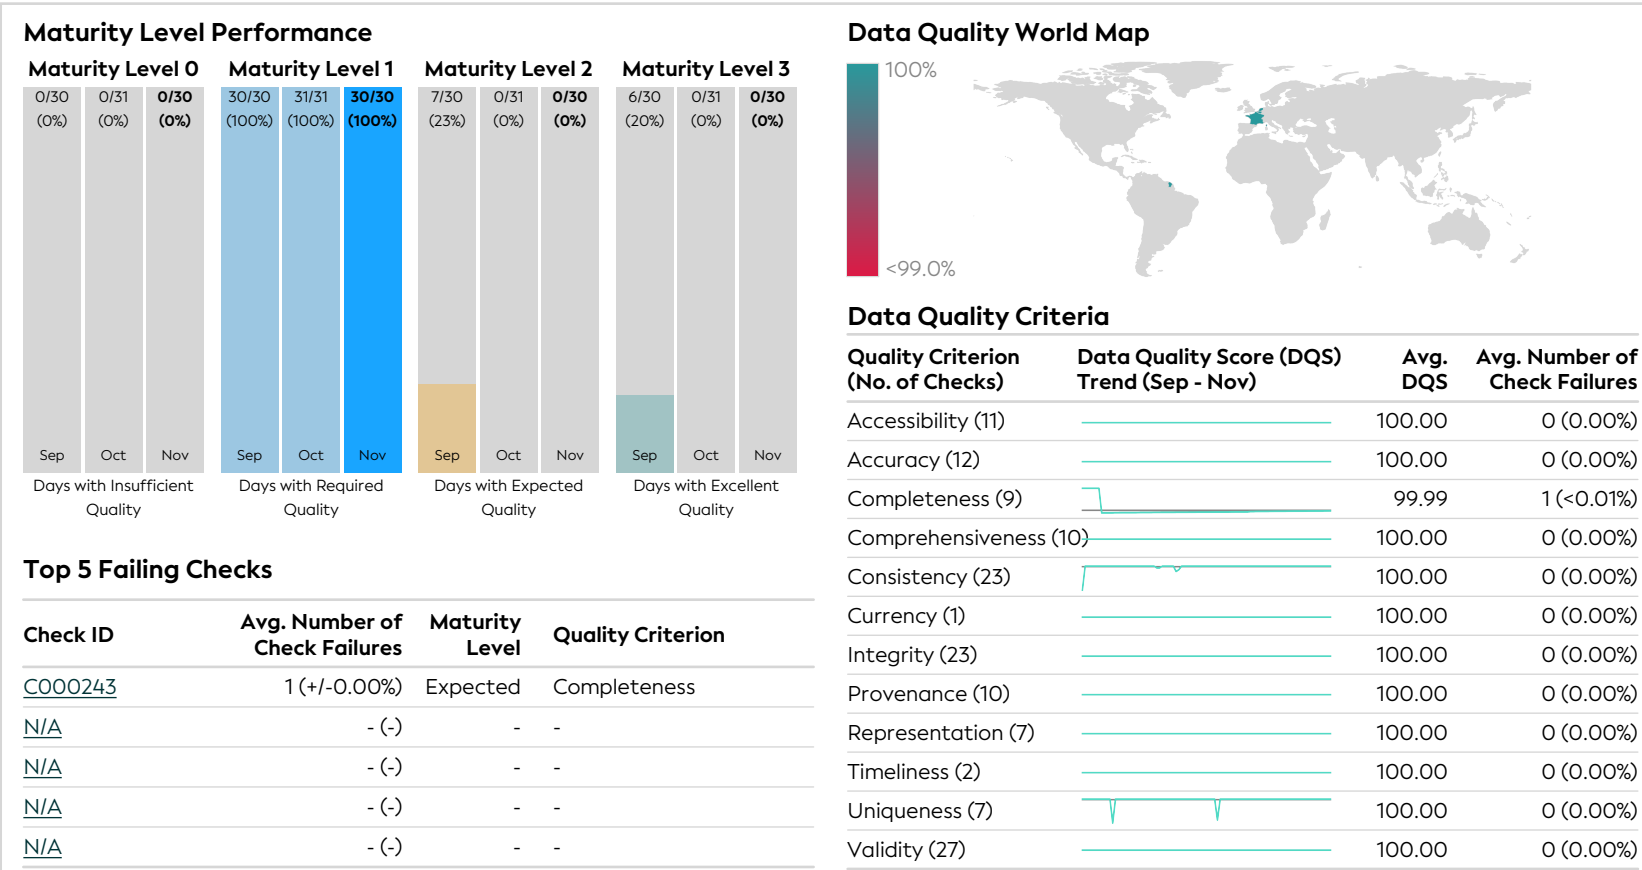 Maturity Level Performance
Maturity Level 0 Maturity Level 1 Maturity Level 2 Maturity Level 3
0/30 0/31 0/30 30/30 31/31 30/30 7/30 0/31 0/30 6/30 0/31 0/30
(0%) (0%) (0%) (100%) (100%) (100%) (23%) (0%) (0%) (20%) (0%) (0%)
Sep Oct Nov Sep Oct Nov Sep Oct Nov Sep Oct Nov
Days with Insufficient Days with Required Days with Expected Days with Excellent
Quality Quality Quality Quality
Top 5 Failing Checks
Avg. Number of Maturity
Check ID Check Failures Level Quality Criterion
C000243 1 (+/-0.00%) Expected Completeness
N/A - (-) - -
N/A - (-) - -
N/A - (-) - -
N/A - (-) - -
Data Quality World Map
100%
<99.0%
Data Quality Criteria
Quality Criterion Data Quality Score (DQS) Avg. Avg. Number of
(No. of Checks) Trend (Sep - Nov) DQS Check Failures
Accessibility (11) 100.00 0 (0.00%)
Accuracy (12) 100.00 0 (0.00%)
Completeness (9) 99.99 1 (<0.01%)
Comprehensiveness (10) 100.00 0 (0.00%)
Consistency (23) 100.00 0 (0.00%)
Currency (1) 100.00 0 (0.00%)
Integrity (23) 100.00 0 (0.00%)
Provenance (10) 100.00 0 (0.00%)
Representation (7) 100.00 0 (0.00%)
Timeliness (2) 100.00 0 (0.00%)
Uniqueness (7) 100.00 0 (0.00%)
Validity (27) 100.00 0 (0.00%)